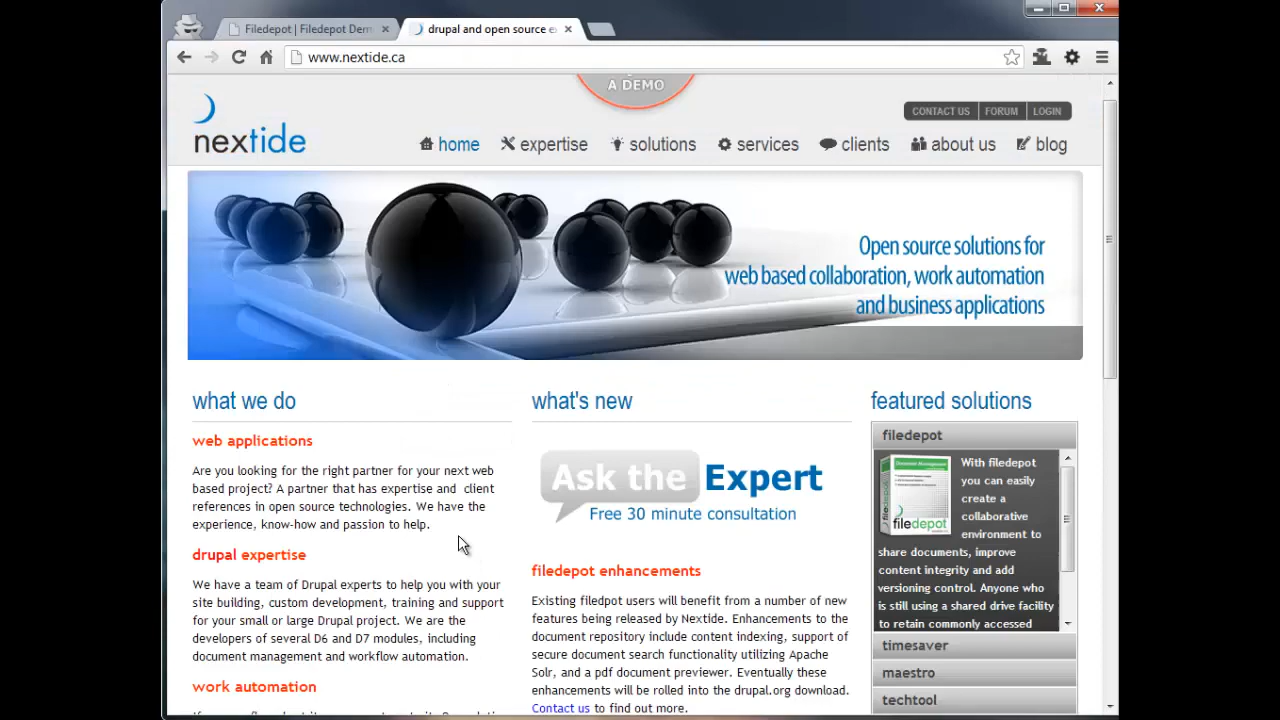 Filedepot | Filedepot Dem
drupal and open source e
www.nextide.ca
A DEMO
CONTACT US FORUM LOGIN
nextide
home expertise solutions services clients about us blog
Open source solutions for
web based collaboration, work automation
and business applications
what we do
web applications
Are you looking for the right partner for your next web
based project? A partner that has expertise and client
references in open source technologies. We have the
experience, know-how and passion to help.
drupal expertise
We have a team of Drupal experts to help you with your
site building, custom development, training and support
for your small or large Drupal project. We are the
developers of several D6 and D7 modules, including
document management and workflow automation.
work automation
what's new
Ask the Expert
Free 30 minute consultation
filedepot enhancements
Existing filedpot users will benefit from a number of new
features being released by Nextide. Enhancements to the
document repository include content indexing, support of
secure document search functionality utilizing Apache
Solr, and a pdf document previewer. Eventually these
enhancements will be rolled into the drupal.org download.
Contact us to find out more.
featured solutions
filedepot
filedepot
With filedepot
you can easily
create a
collaborative
environment to
share documents, improve
content integrity and add
versioning control. Anyone who
is still using a shared drive facility
to retain commonly accessed
timesaver
maestro
techtool